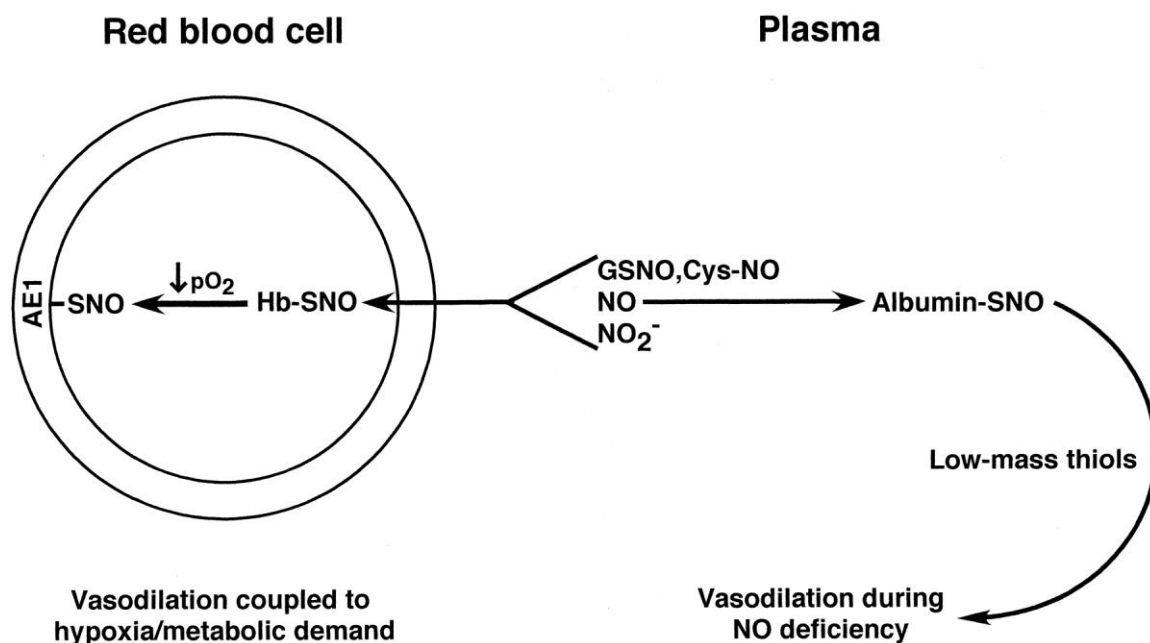 Red blood cell
Plasma
AE1
SNO
↓pO₂
Hb-SNO
GSNO,Cys-NO
NO
NO₂⁻
Albumin-SNO
Low-mass thiols
Vasodilation coupled to
hypoxia/metabolic demand
Vasodilation during
NO deficiency